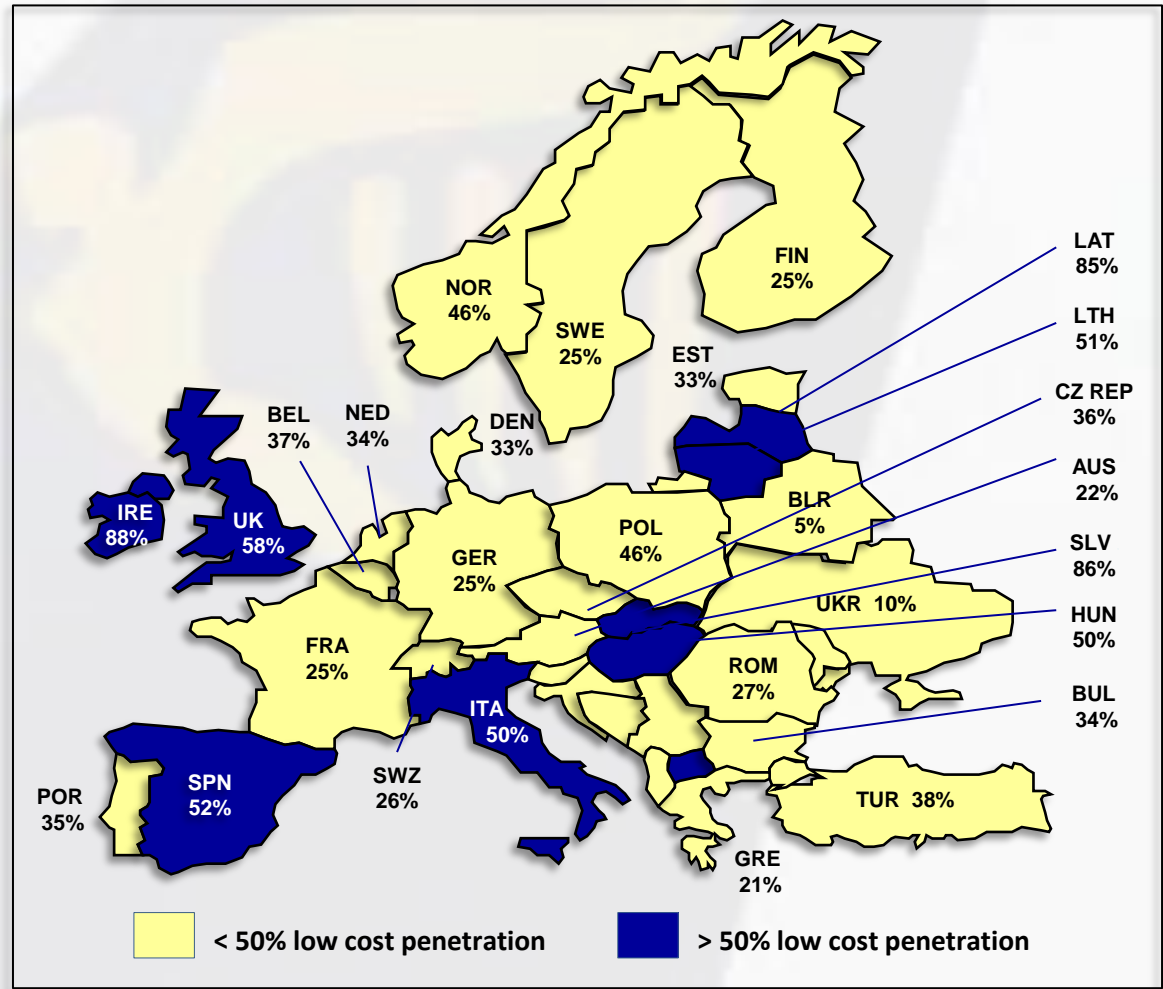 NOR
46%
SWE
25%
FIN
25%
LAT
85%
LTH
51%
EST
33%
CZ REP
36%
BEL
37%
NED
34%
DEN
33%
AUS
22%
IRE
88%
UK
58%
GER
25%
POL
46%
BLR
5%
SLV
86%
UKR 10%
HUN
50%
FRA
25%
ROM
27%
ITA
50%
BUL
34%
SWZ
26%
POR
35%
SPN
52%
TUR 38%
GRE
21%
< 50% low cost penetration
> 50% low cost penetration